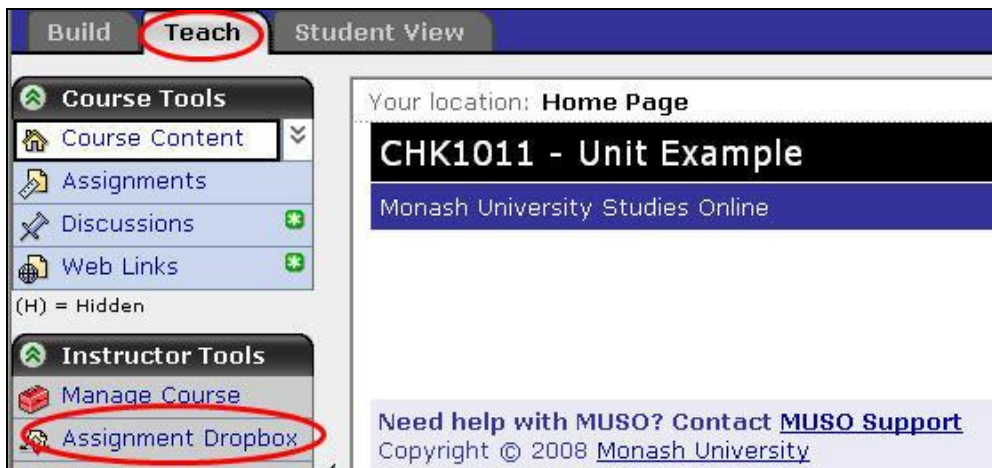 Build Teach Student View
Course Tools
Course Content
Assignments
Discussions
Web Links
(H) = Hidden
Instructor Tools
Manage Course
Assignment Dropbox
Your location: Home Page
CHK1011 - Unit Example
Monash University Studies Online
Need help with MUSO? Contact MUSO Support
Copyright © 2008 Monash University